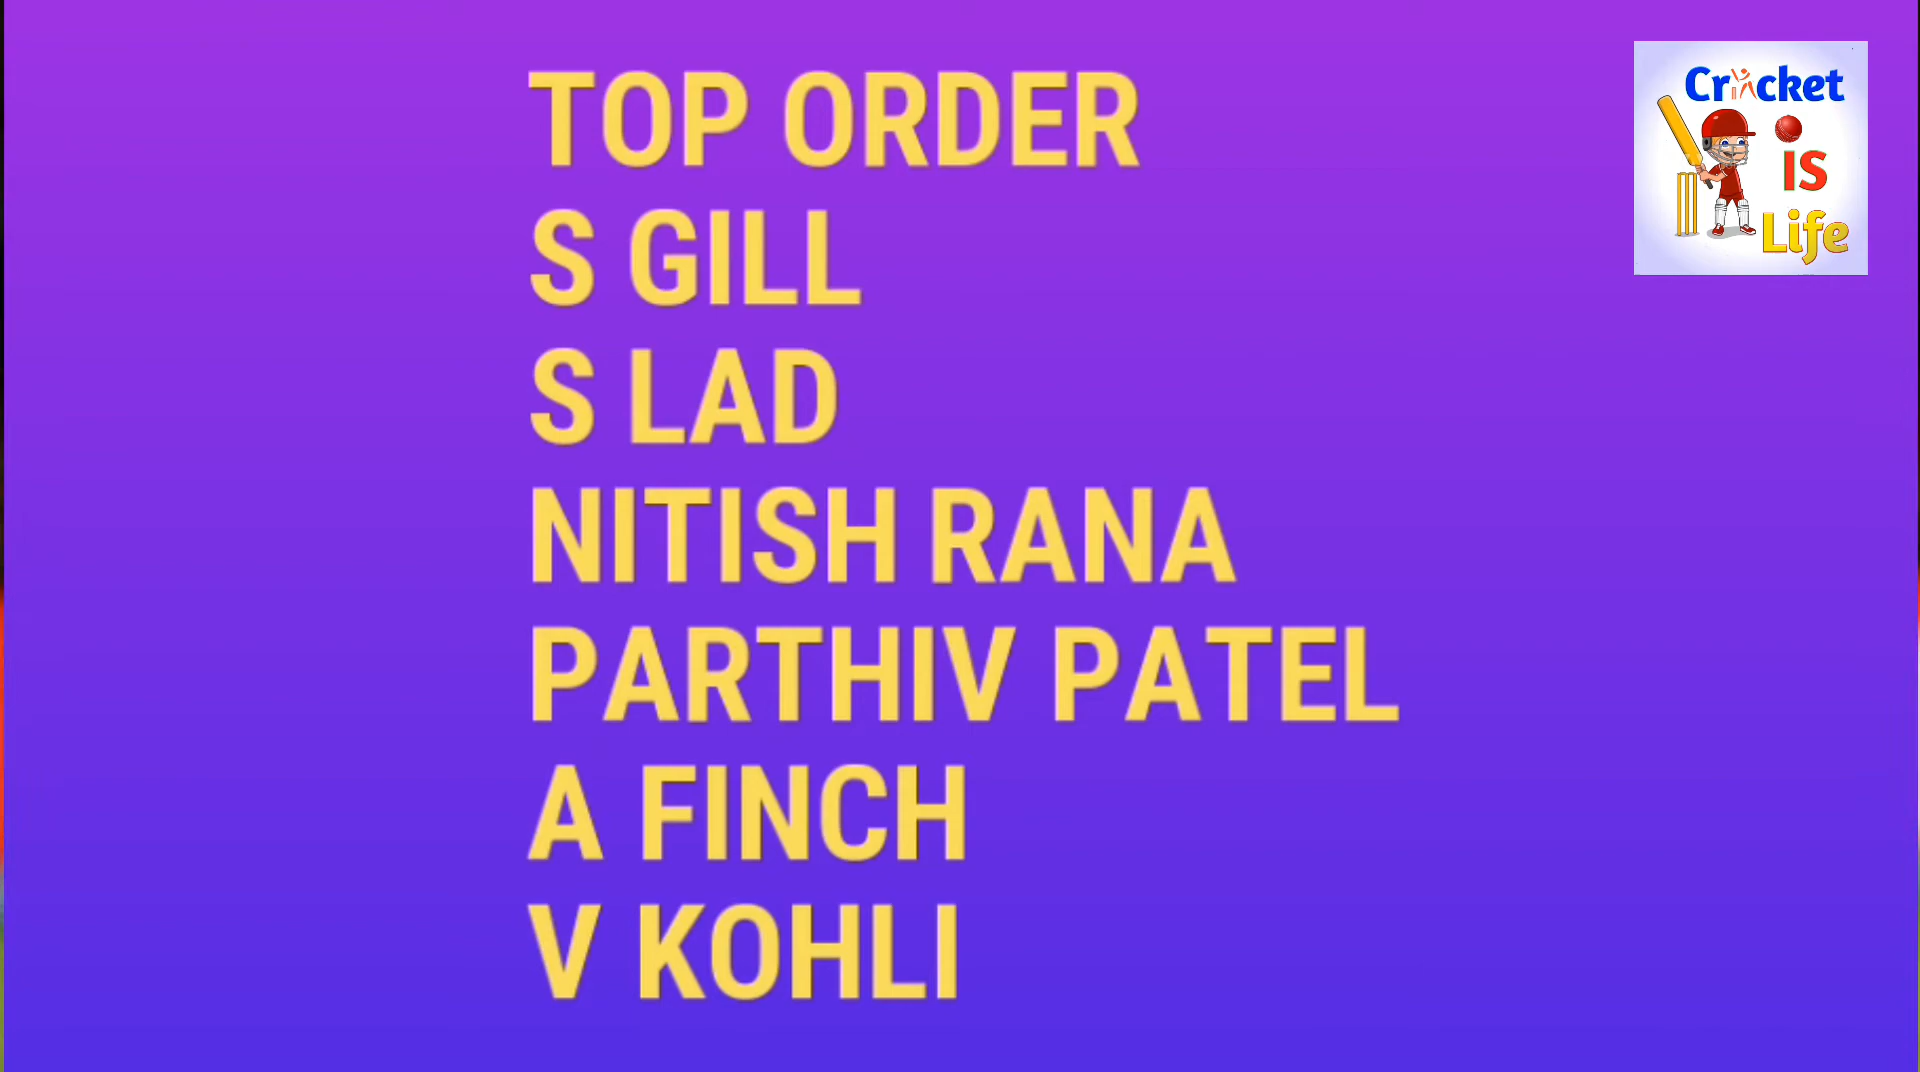 TOP ORDER
S GILL
S LAD
NITISH RANA
PARTHIV PATEL
A FINCH
V KOHLI
Cricket
IS
Life